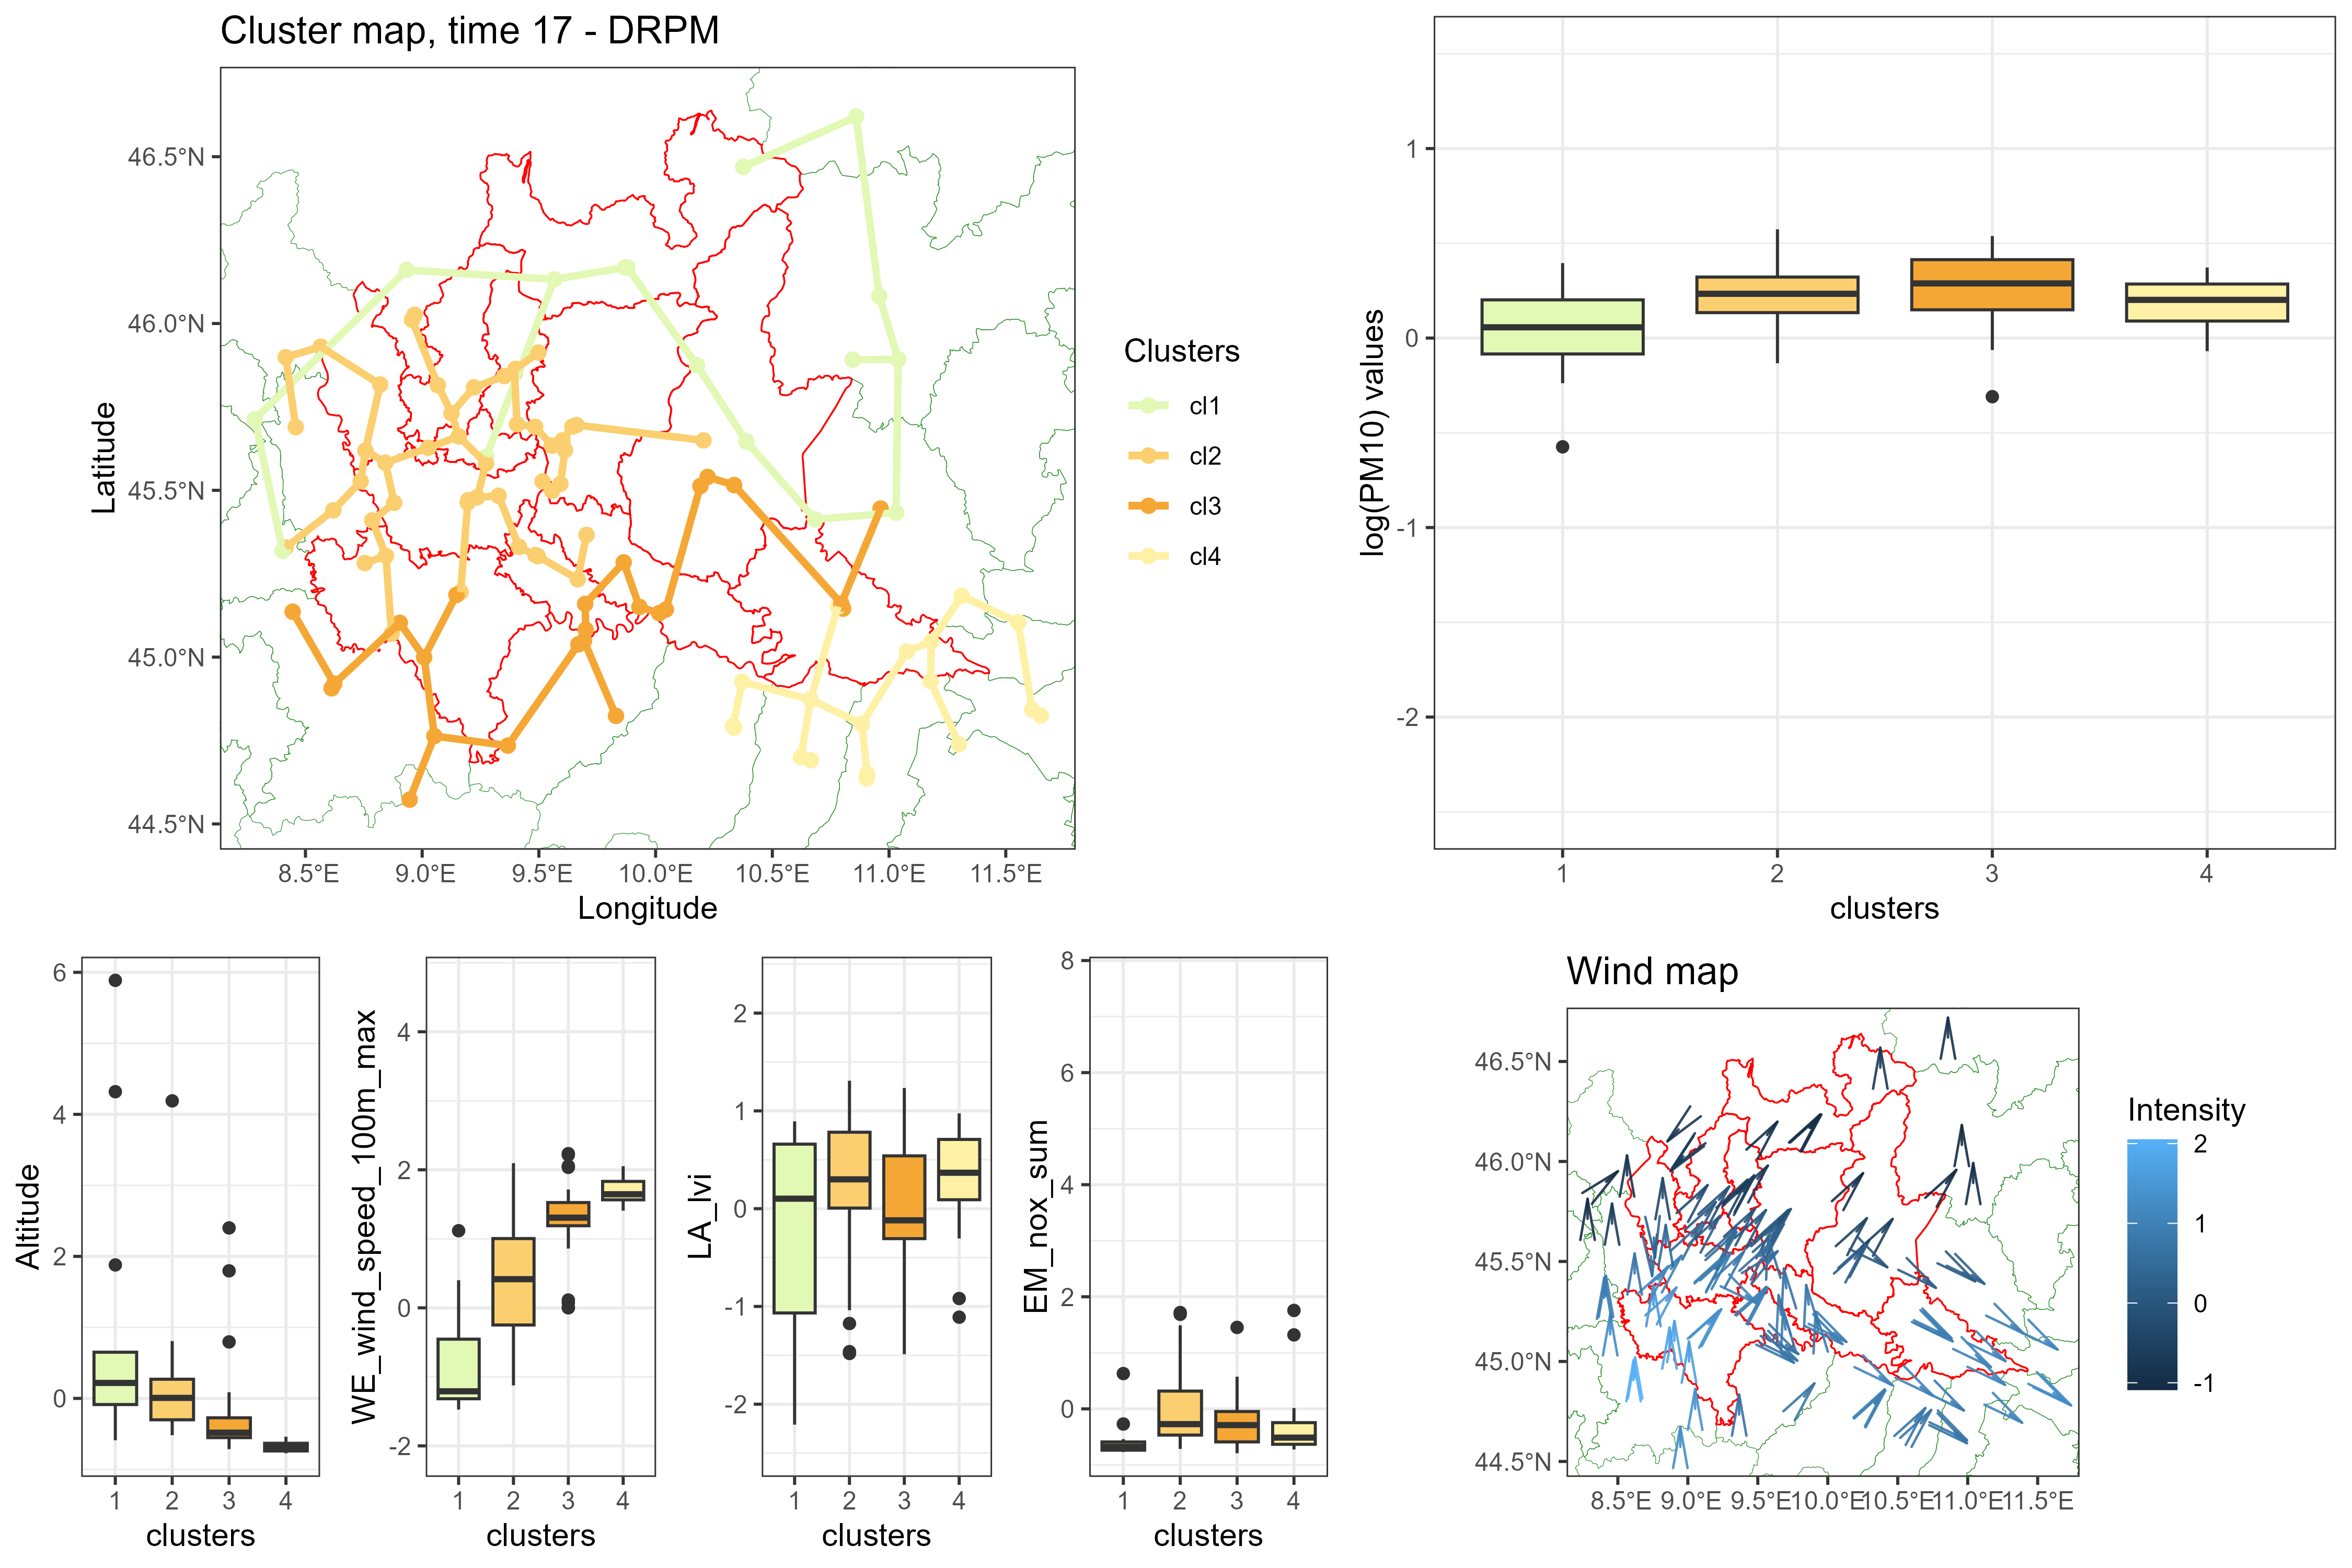 Cluster map, time 17 - DRPM
46.5°N
46.0°N
45.5°N
45.0°N
44.5°N
Latitude
8.5°E 9.0°E 9.5°E 10.0°E 10.5°E 11.0°E 11.5°E
Longitude
Clusters
cl1
cl2
cl3
cl4
log(PM10) values
1
0
-1
-2
1 2 3 4
clusters
Altitude
6
4
2
0
1 2 3 4
clusters
WE_wind_speed_100m_max
4
2
0
-2
1 2 3 4
clusters
LA_lvi
2
1
0
-1
-2
1 2 3 4
clusters
EM_nox_sum
8
6
4
2
0
1 2 3 4
clusters
Wind map
46.5°N
46.0°N
45.5°N
45.0°N
44.5°N
8.5°E 9.0°E 9.5°E 10.0°E 10.5°E 11.0°E 11.5°E
Intensity
2
1
0
-1